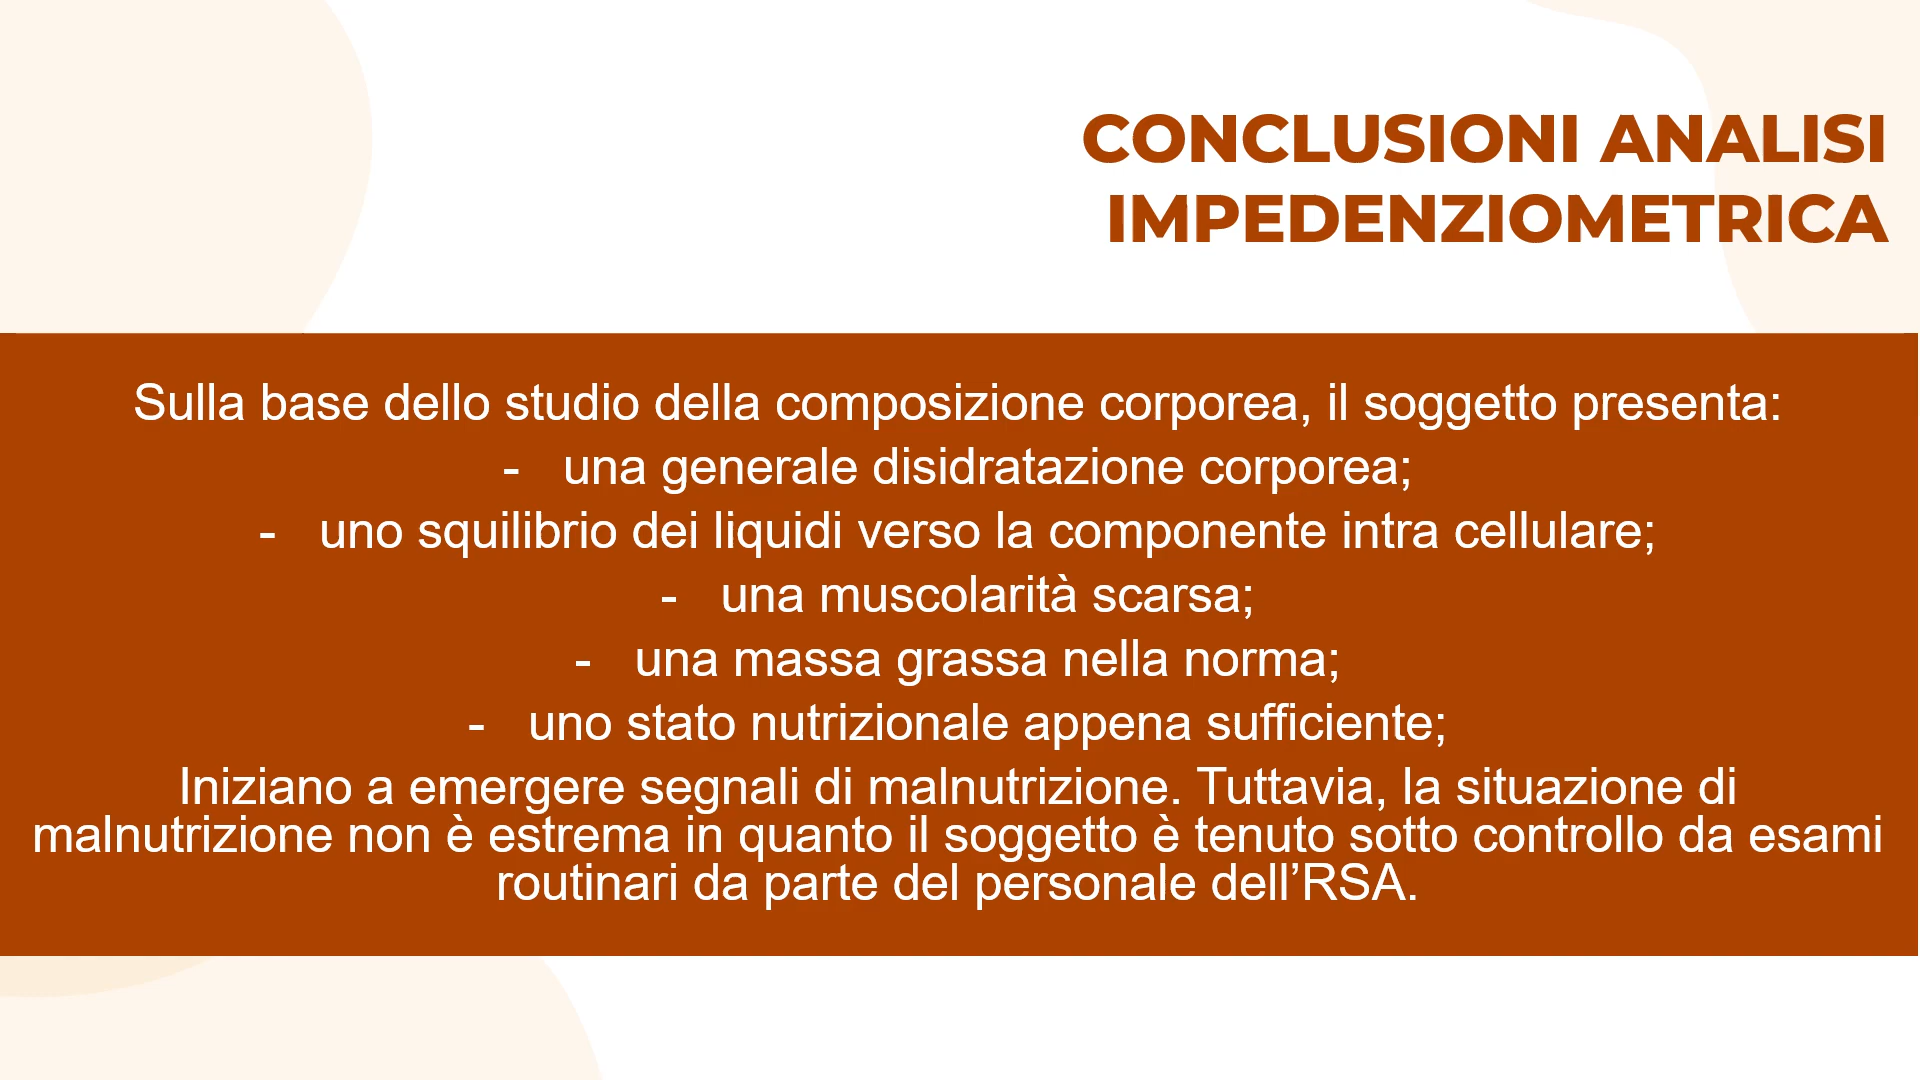 CONCLUSIONI ANALISI
IMPEDENZIOMETRICA
Sulla base dello studio della composizione corporea, il soggetto presenta:
- una generale disidratazione corporea;
- uno squilibrio dei liquidi verso la componente intra cellulare;
- una muscolarità scarsa;
- una massa grassa nella norma;
- uno stato nutrizionale appena sufficiente;
Iniziano a emergere segnali di malnutrizione. Tuttavia, la situazione di
malnutrizione non è estrema in quanto il soggetto è tenuto sotto controllo da esami
routinari da parte del personale dell’RSA.